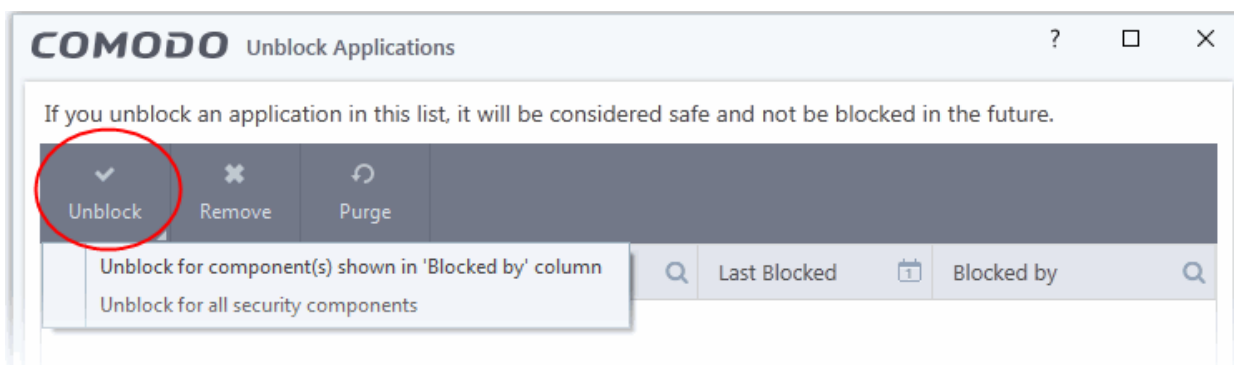 COMODO Unblock Applications ?
If you unblock an application in this list, it will be considered safe and not be blocked in the future.
Unblock Remove Purge
Unblock for component(s) shown in 'Blocked by' column
Last Blocked 1 Blocked by
Unblock for all security components